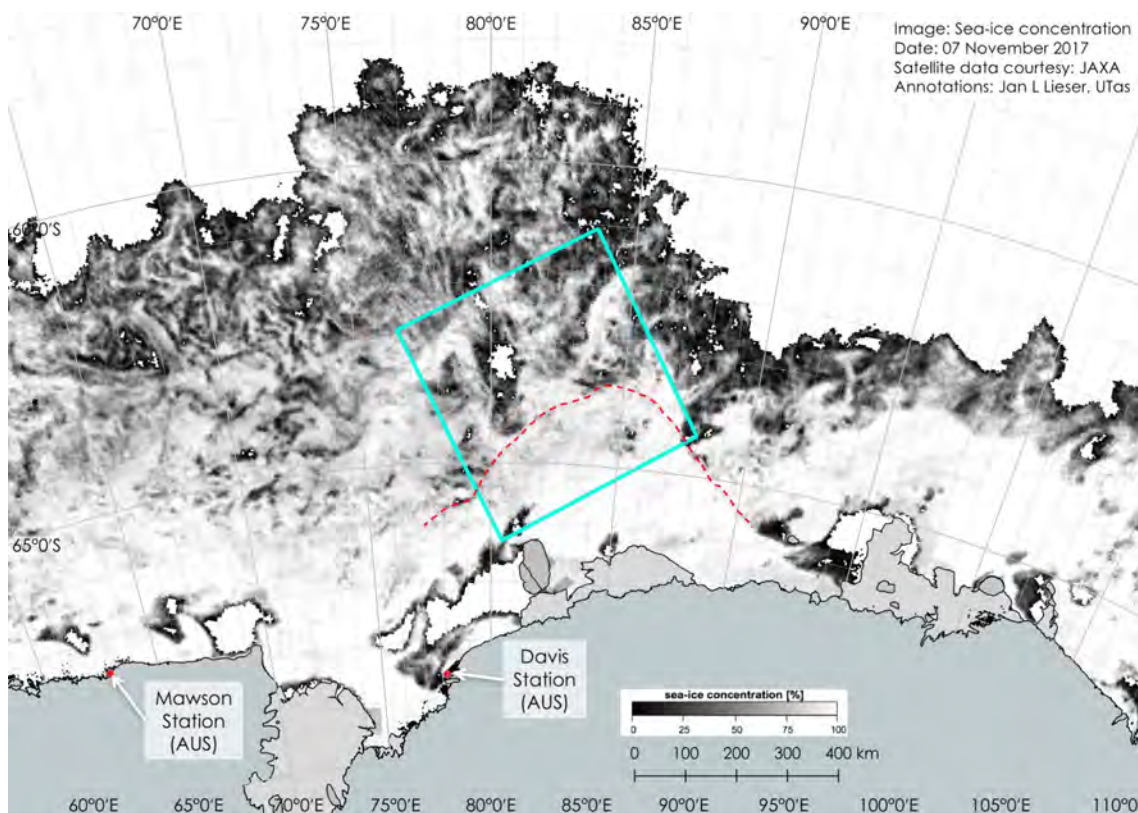 70°0'E 75°0'E 80°0'E 85°0'E 90°0'E
Image: Sea-ice concentration
Date: 07 November 2017
Satellite data courtesy: JAXA
Annotations: Jan L Lieser, UTas
60°0'S
65°0'S
Mawson
Station
(AUS)
Davis
Station
(AUS)
sea-ice concentration [%]
0 25 50 75 100
0 100 200 300 400 km
60°0'E 65°0'E 70°0'E 75°0'E 80°0'E 85°0'E 90°0'E 95°0'E 100°0'E 105°0'E 110°0